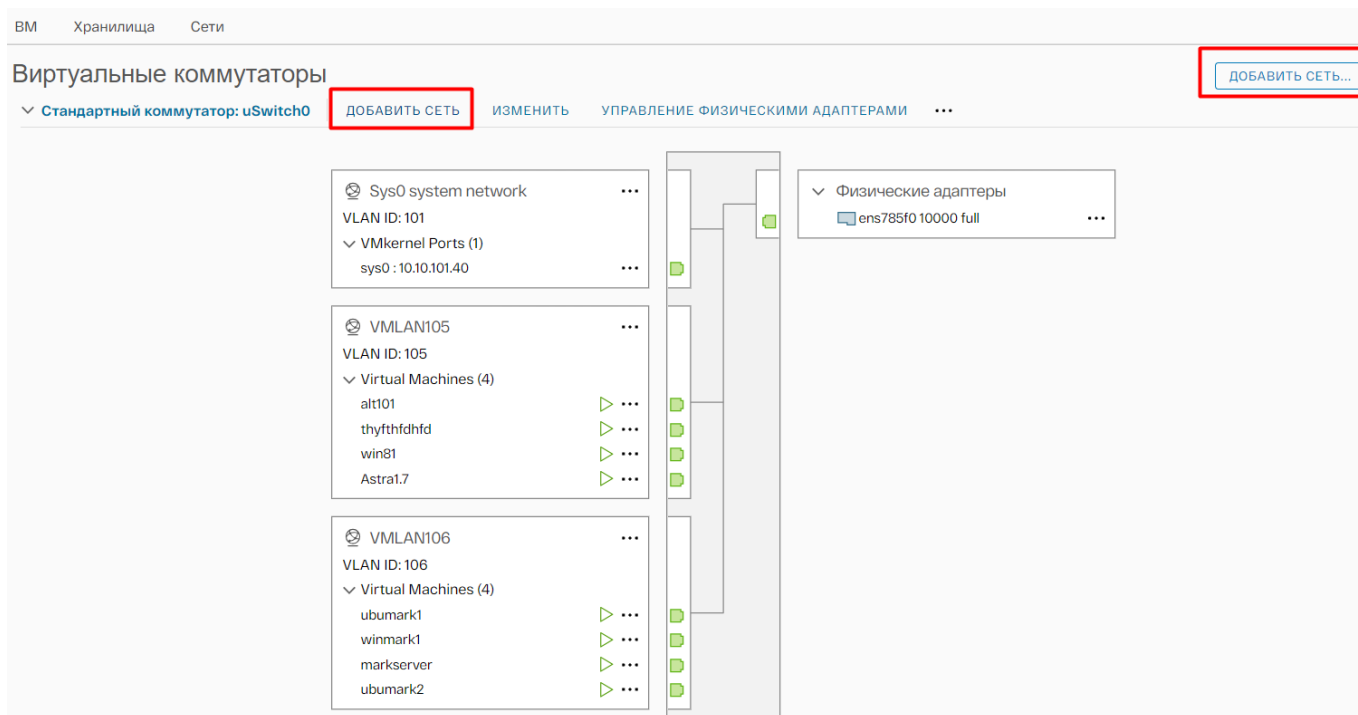 ВМ Хранилища Сети
Виртуальные коммутаторы
ДОБАВИТЬ СЕТЬ...
Стандартный коммутатор: uSwitch0 ДОБАВИТЬ СЕТЬ ИЗМЕНИТЬ УПРАВЛЕНИЕ ФИЗИЧЕСКИМИ АДАПТЕРАМИ ...
Sys0 system network ...
VLAN ID: 101
VMkernel Ports (1)
sys0 : 10.10.101.40 ...
Физические адаптеры
ens785f0 10000 full ...
VMLAN105 ...
VLAN ID: 105
Virtual Machines (4)
alt101 ...
thyfthfdhfd ...
win81 ...
Astra1.7 ...
VMLAN106 ...
VLAN ID: 106
Virtual Machines (4)
ubumark1 ...
winmark1 ...
markserver ...
ubumark2 ...